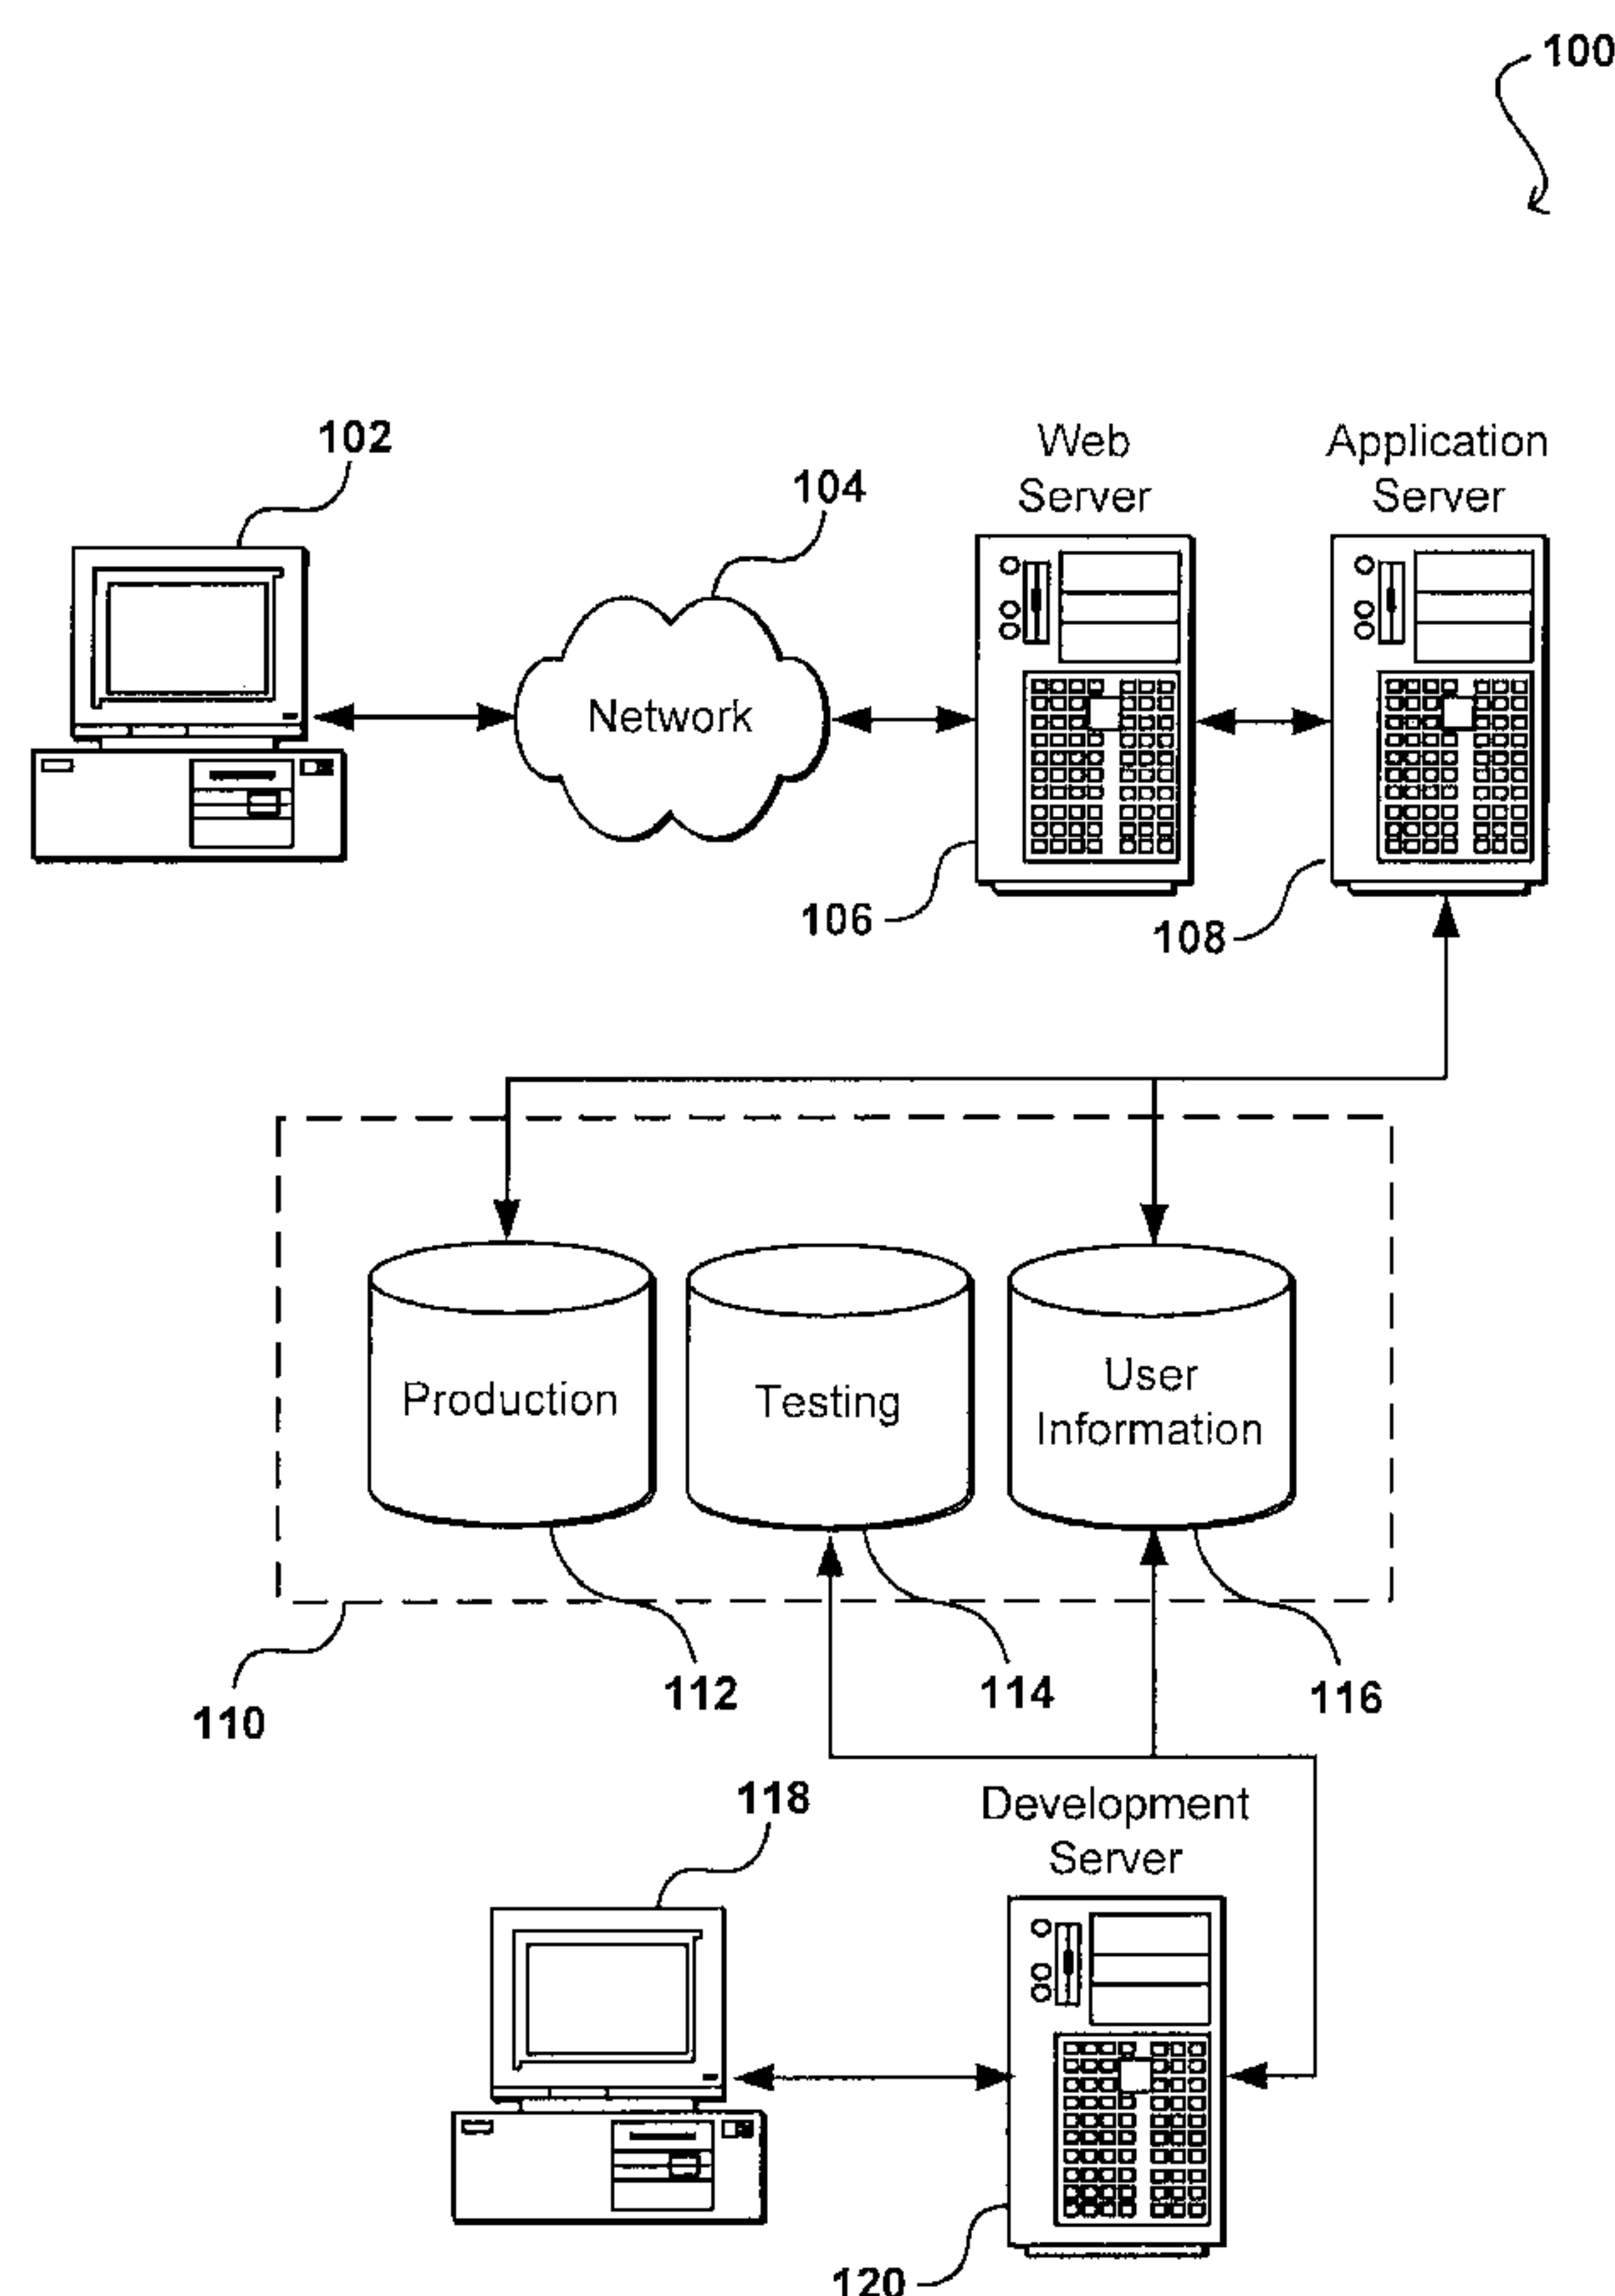 100
102
104
Web
Server
Application
Server
Network
106
108
Production
Testing
User
Information
110
112
114
116
118
Development
Server
120